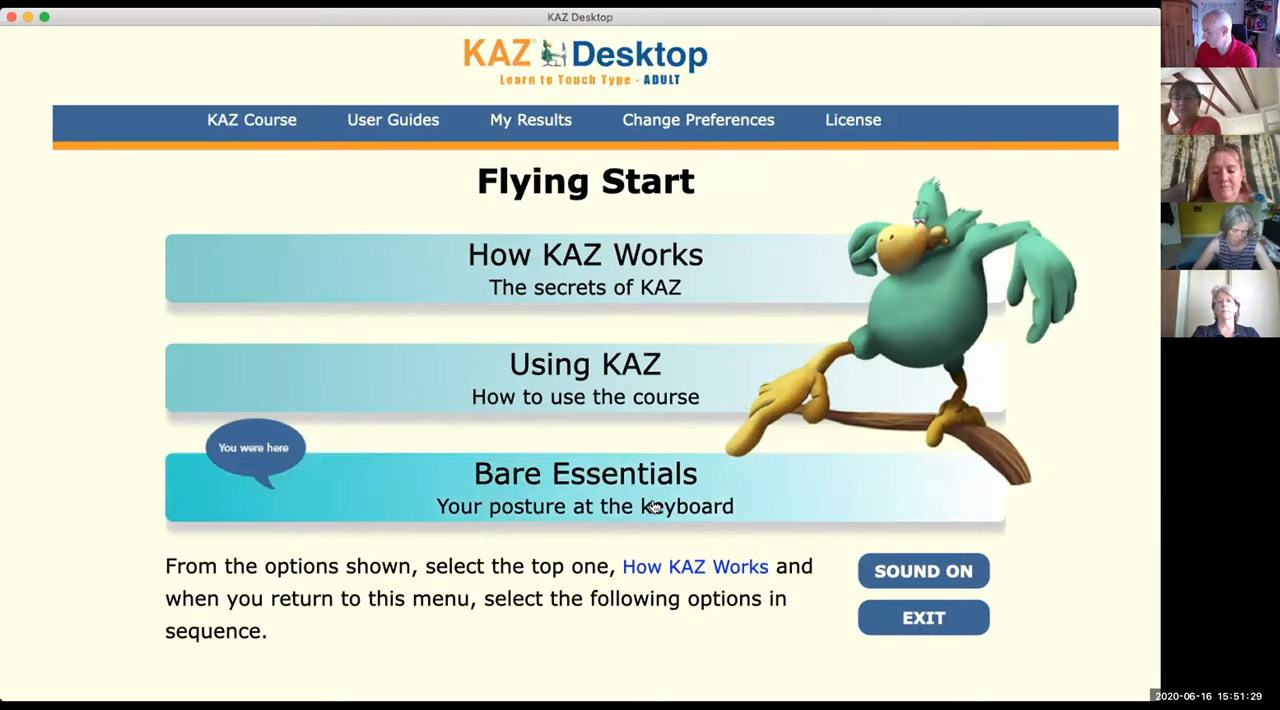 KAZ Desktop
KAZ Desktop
Learn to Touch Type - ADULT
KAZ Course User Guides My Results Change Preferences License
Flying Start
How KAZ Works
The secrets of KAZ
Using KAZ
How to use the course
You were here
Bare Essentials
Your posture at the keyboard
From the options shown, select the top one, How KAZ Works and
when you return to this menu, select the following options in
sequence.
SOUND ON
EXIT
2020-06-16 15:51:29